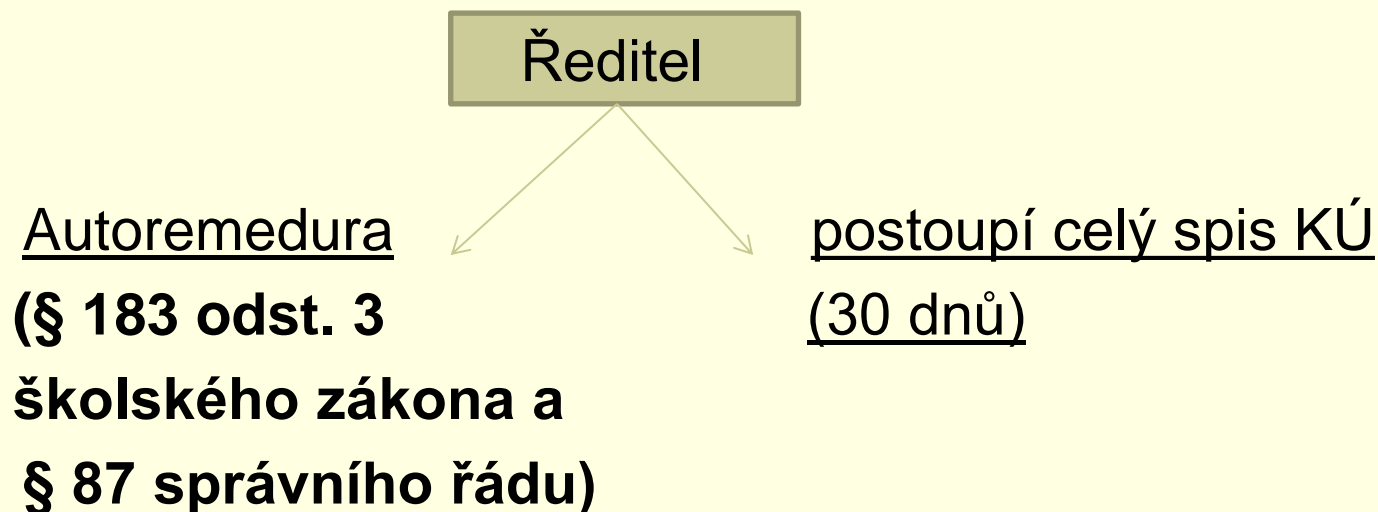 Ředitel
Autoremedura
(§ 183 odst. 3
školského zákona a
§ 87 správního řádu)
postoupí celý spis KÚ
(30 dnů)